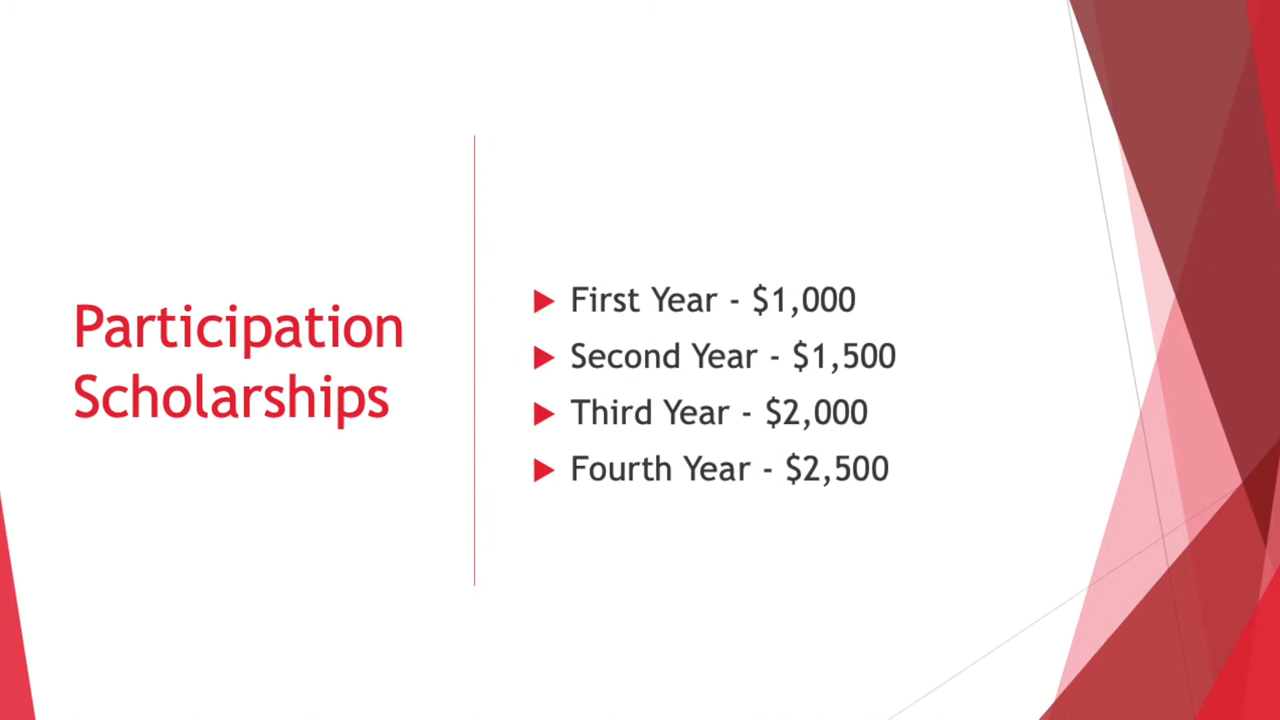 Participation
Scholarships
First Year - $1,000
Second Year - $1,500
Third Year - $2,000
Fourth Year - $2,500